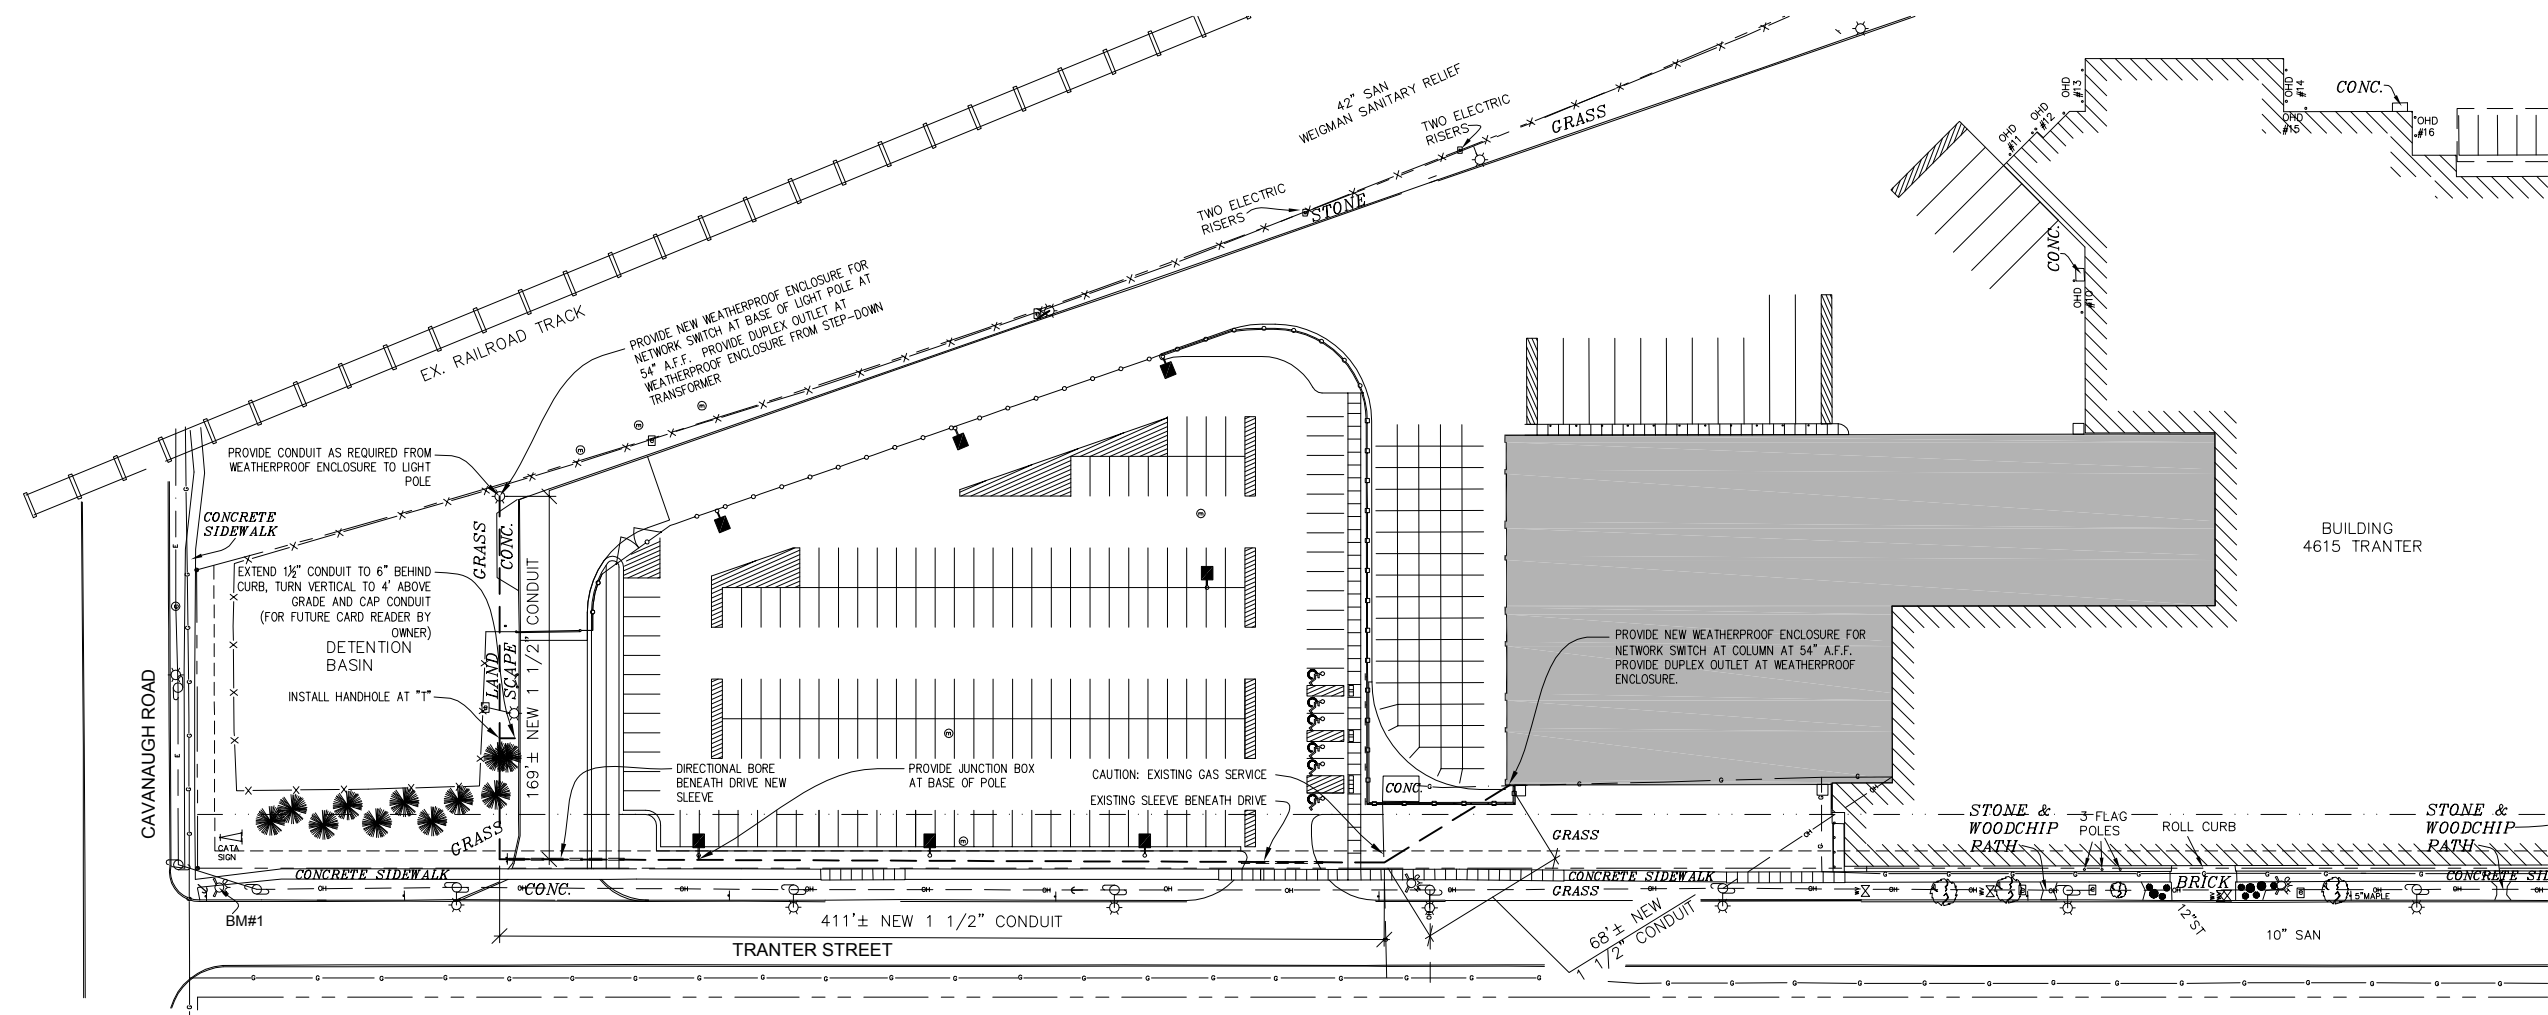 42" SAN
WEIGMAN SANITARY RELIEF
TWO ELECTRIC
RISERS
GRASS
TWO ELECTRIC
RISERS
STONE
OHD
#11
OHD
#12
OHD
#13
OHD
#14
OHD
#15
CONC.
OHD
#16
CONC.
OHD
#10
EX. RAILROAD TRACK
PROVIDE NEW WEATHERPROOF ENCLOSURE FOR
NETWORK SWITCH AT BASE OF LIGHT POLE AT
54" A.F.F. PROVIDE DUPLEX OUTLET AT
WEATHERPROOF ENCLOSURE FROM STEP-DOWN
TRANSFORMER
PROVIDE CONDUIT AS REQUIRED FROM
WEATHERPROOF ENCLOSURE TO LIGHT
POLE
CONCRETE
SIDEWALK
GRASS
CONC.
EXTEND 1½" CONDUIT TO 6" BEHIND
CURB, TURN VERTICAL TO 4' ABOVE
GRADE AND CAP CONDUIT
(FOR FUTURE CARD READER BY
OWNER)
DETENTION
BASIN
INSTALL HANDHOLE AT "T"
LAND
SCAPE
169'± NEW 1 1/2" CONDUIT
CAVANAUGH ROAD
BUILDING
4615 TRANTER
PROVIDE NEW WEATHERPROOF ENCLOSURE FOR
NETWORK SWITCH AT COLUMN AT 54" A.F.F.
PROVIDE DUPLEX OUTLET AT WEATHERPROOF
ENCLOSURE.
DIRECTIONAL BORE
BENEATH DRIVE NEW
SLEEVE
PROVIDE JUNCTION BOX
AT BASE OF POLE
CAUTION: EXISTING GAS SERVICE
EXISTING SLEEVE BENEATH DRIVE
CONC.
GRASS
CATA
SIGN
GRASS
STONE &
WOODCHIP
PATH
3-FLAG
POLES
ROLL CURB
STONE &
WOODCHIP
PATH
CONCRETE SIDEWALK
CONC.
CONCRETE SIDEWALK
GRASS
BRICK
15"MAPLE
BM#1
411'± NEW 1 1/2" CONDUIT
68'± NEW
1 1/2" CONDUIT
12"ST
10" SAN
TRANTER STREET